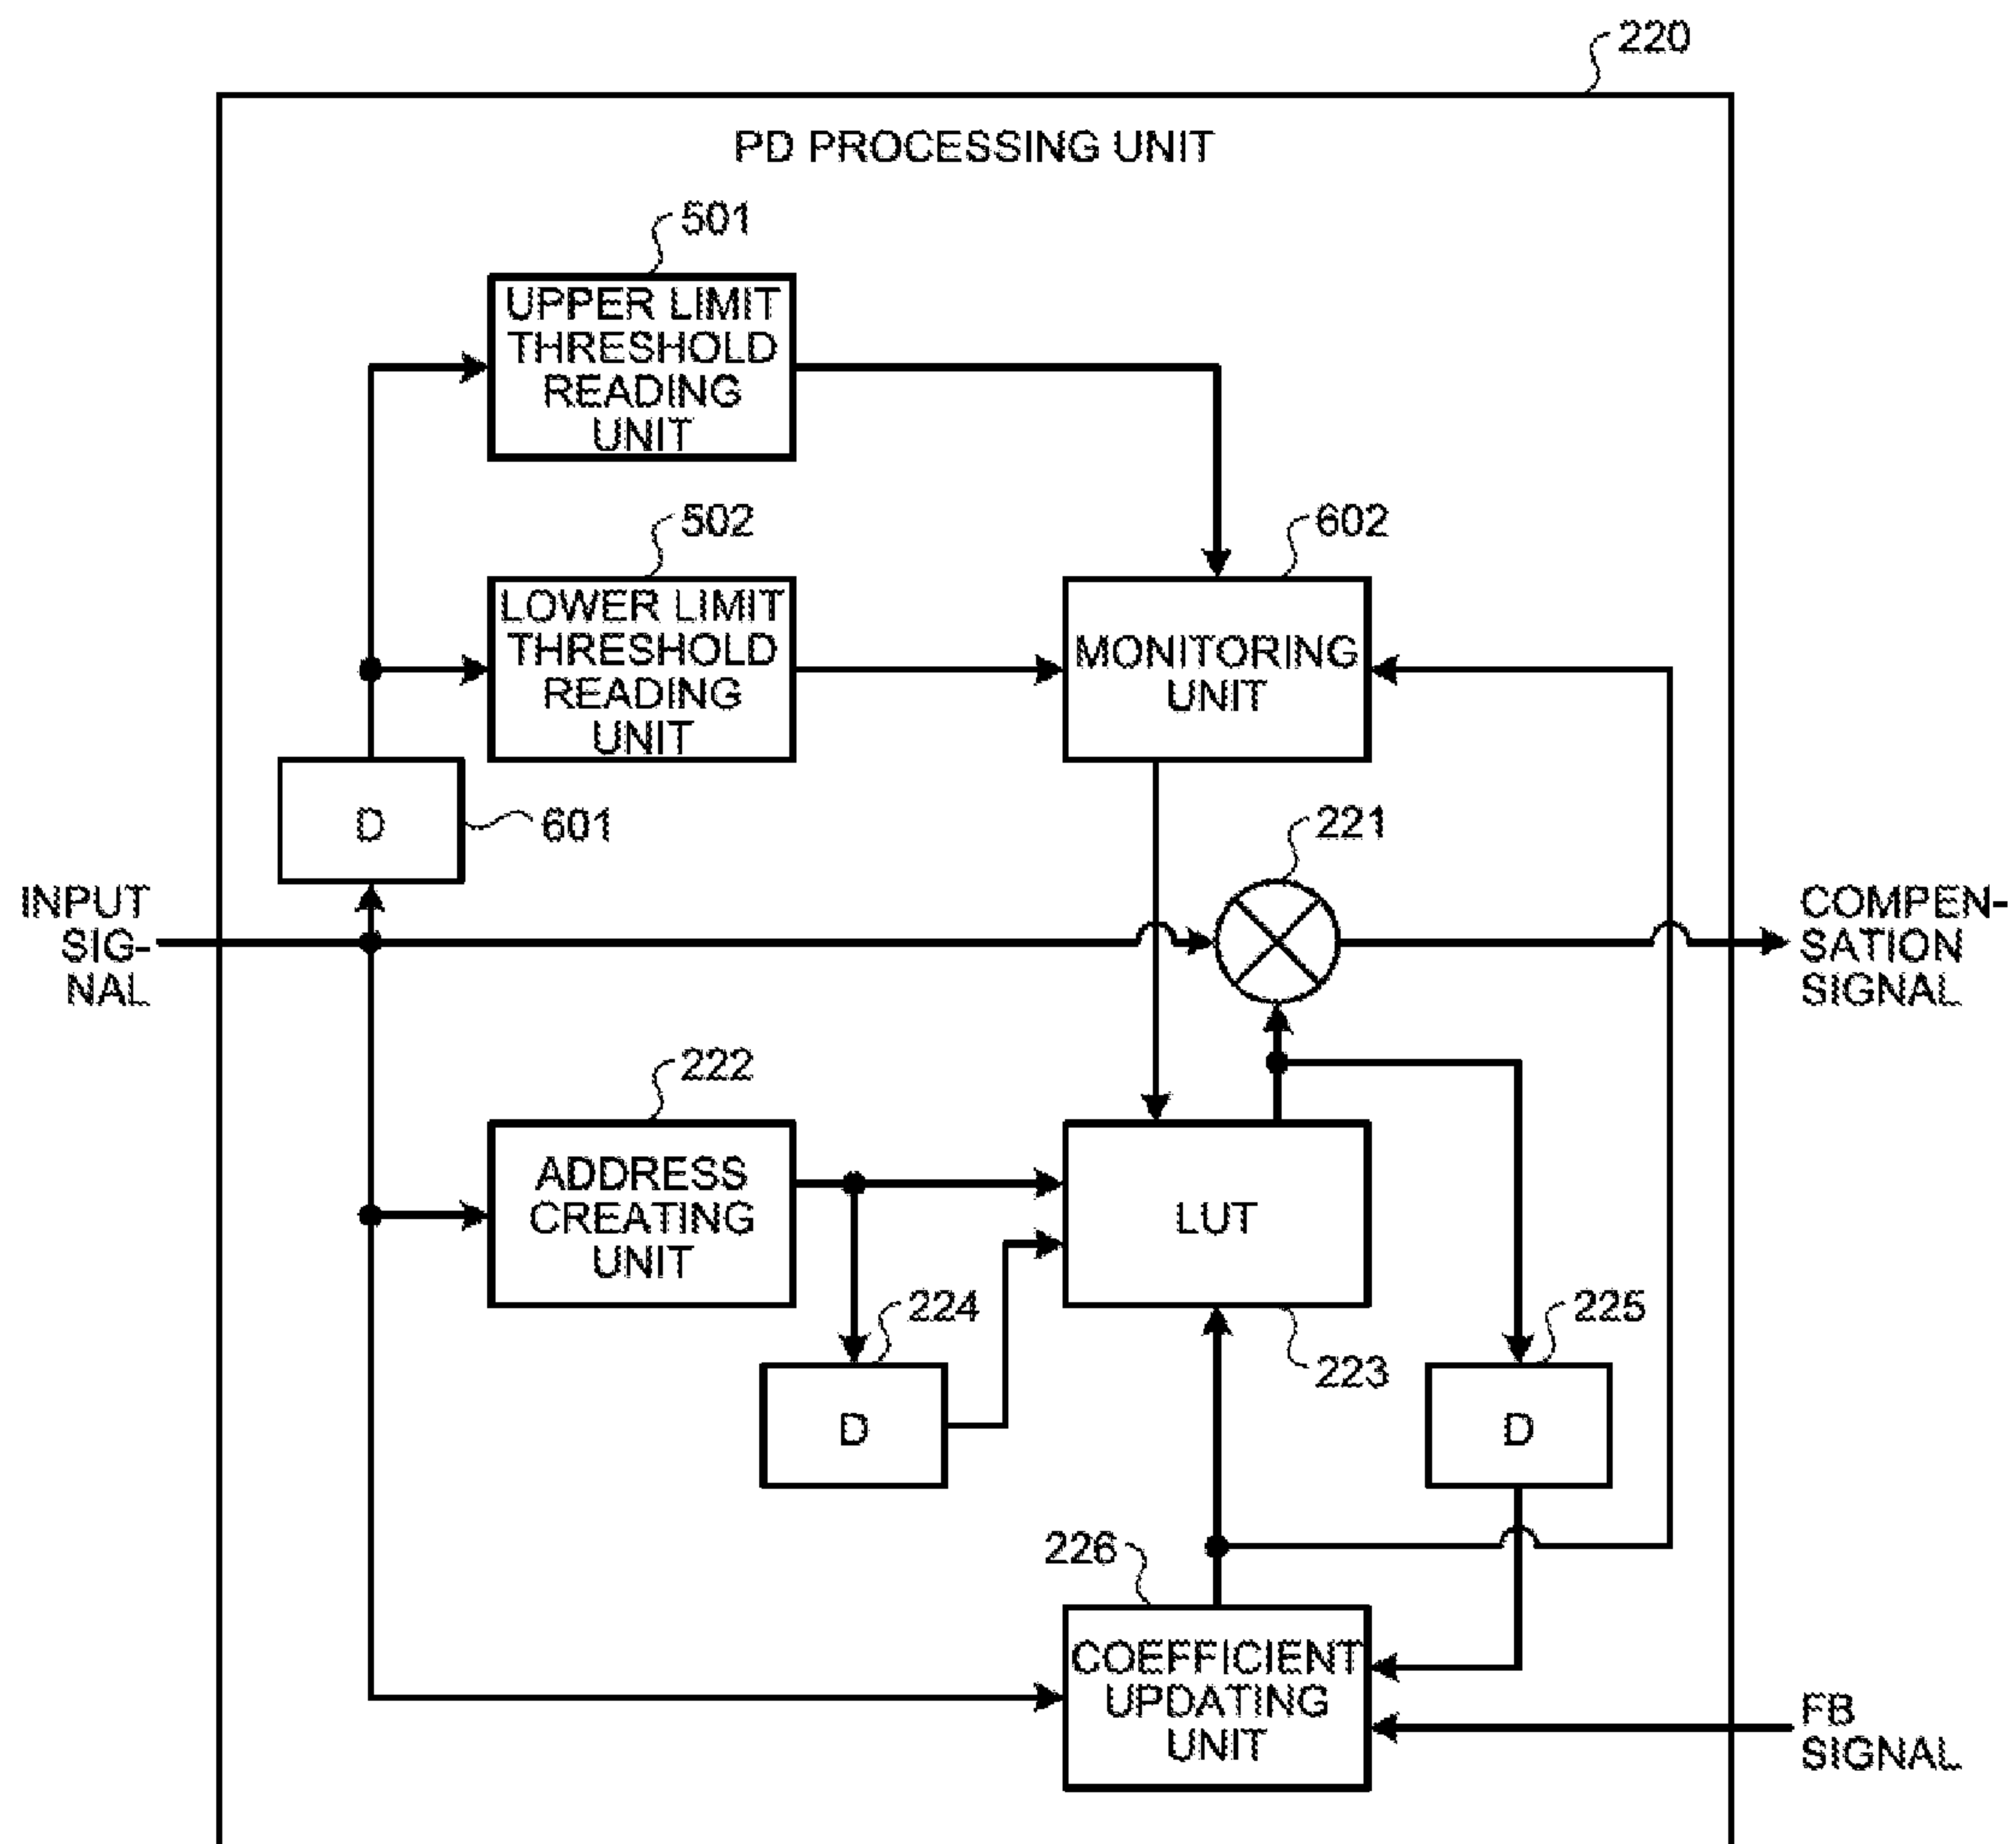 220
PD PROCESSING UNIT
501
UPPER LIMIT
THRESHOLD
READING
UNIT
502
LOWER LIMIT
THRESHOLD
READING
UNIT
602
MONITORING
UNIT
D
601
221
INPUT
SIG-
NAL
COMPEN-
SATION
SIGNAL
222
ADDRESS
CREATING
UNIT
LUT
224
223
225
D
D
226
COEFFICIENT
UPDATING
UNIT
FB
SIGNAL